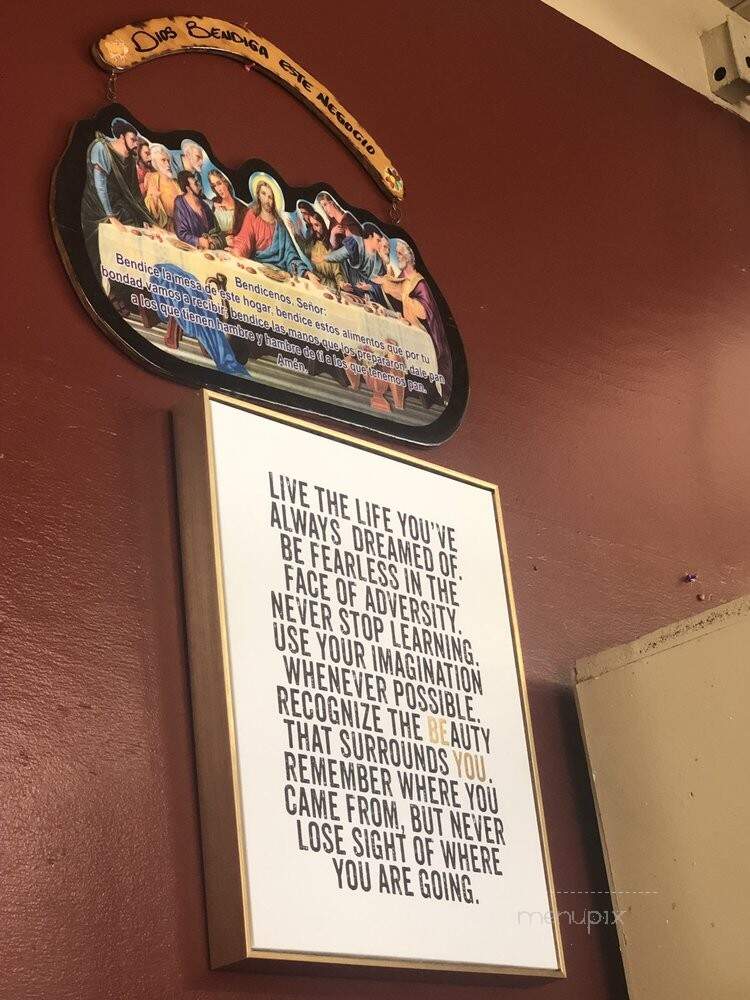 DIOS BENDIGA ESTE NEGOCIO
Bendicenos, Señor:
Bendice la mesa de este hogar, bendice estos alimentos que por tu
bondad vamos a recibir, bendice las manos que los prepararon, dale pan
a los que tienen hambre y hambre de ti a los que tenemos pan.
Amén.
LIVE THE LIFE YOU'VE
ALWAYS DREAMED OF.
BE FEARLESS IN THE
FACE OF ADVERSITY.
NEVER STOP LEARNING.
USE YOUR IMAGINATION
WHENEVER POSSIBLE.
RECOGNIZE THE BEAUTY
THAT SURROUNDS YOU.
REMEMBER WHERE YOU
CAME FROM, BUT NEVER
LOSE SIGHT OF WHERE
YOU ARE GOING.
menupix